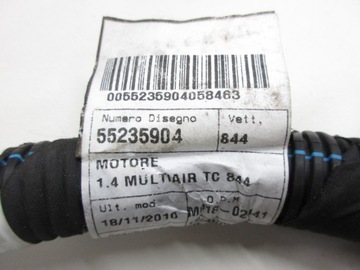 0055235904058463
Numero Disegno Vett.
55235904 844
MOTORE
1.4 MULTIAIR TC 844
Ult. mod. O.P.M
18/11/2010